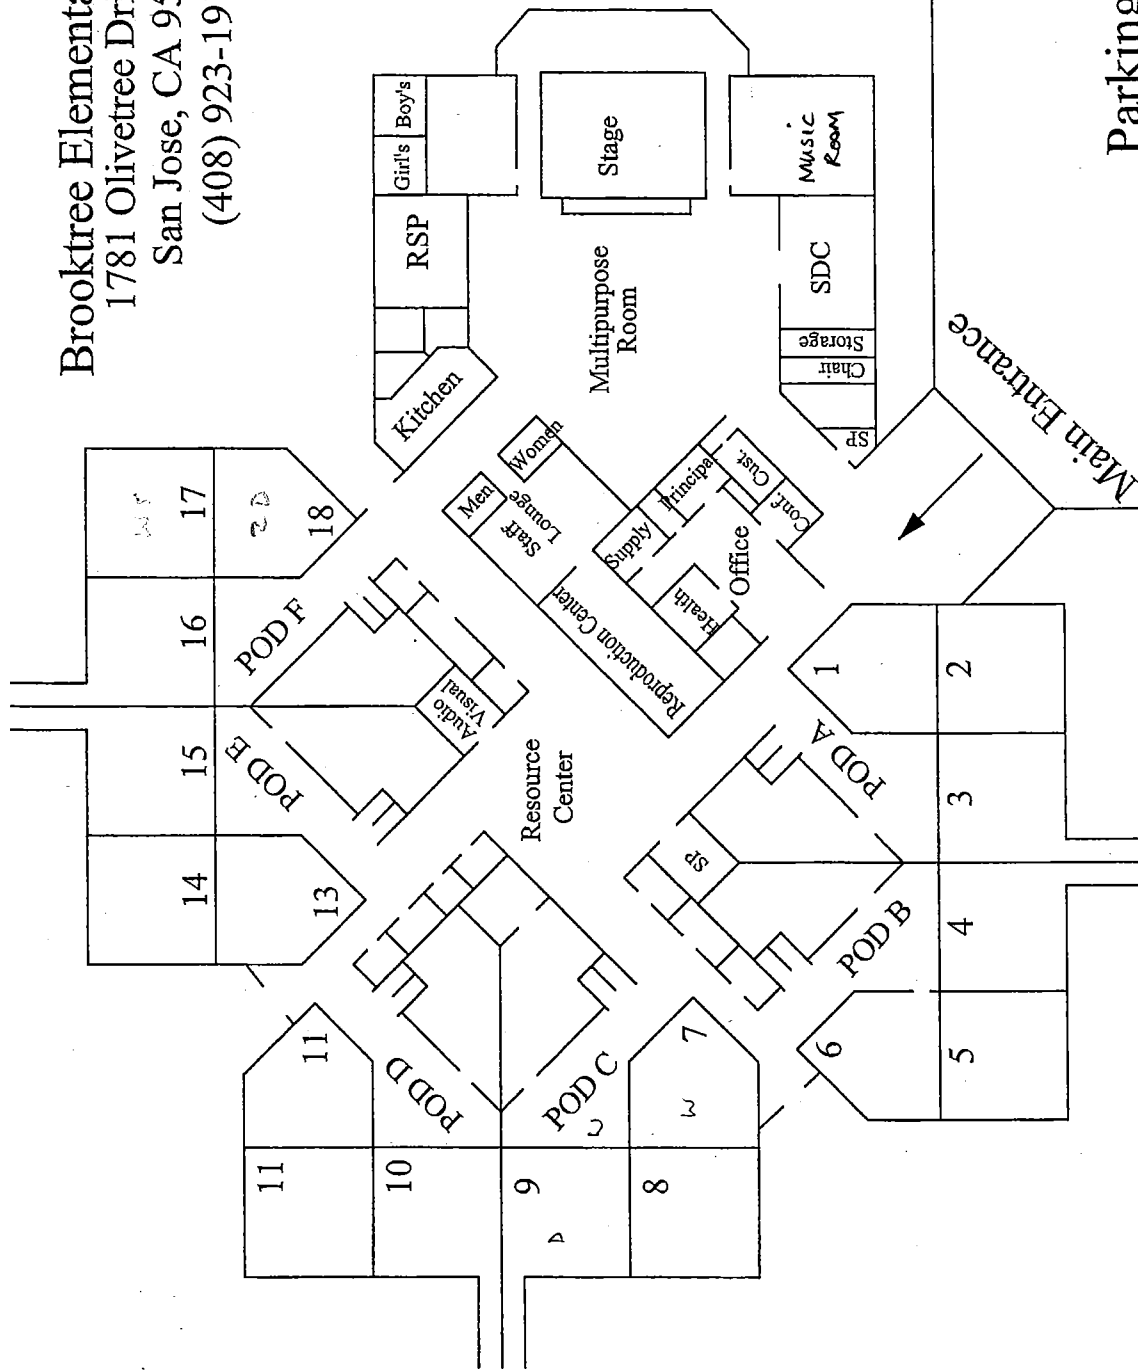 Brooktree Elementa
1781 Olivetree Dri
San Jose, CA 95
(408) 923-19
Parking
Girl's
Boy's
RSP
Kitchen
Stage
Music
Room
Multipurpose
Room
SDC
Storage
Chair
SP
Main Entrance
Women
Men
Staff
Lounge
Supply
Principal
Cust.
Conf.
Office
Health
Reproduction Center
17
18
16
POD F
15
POD E
14
13
Audio
Visual
Resource
Center
1
2
POD A
3
SP
4
POD B
6
5
11
POD D
11
10
POD C
9
7
8